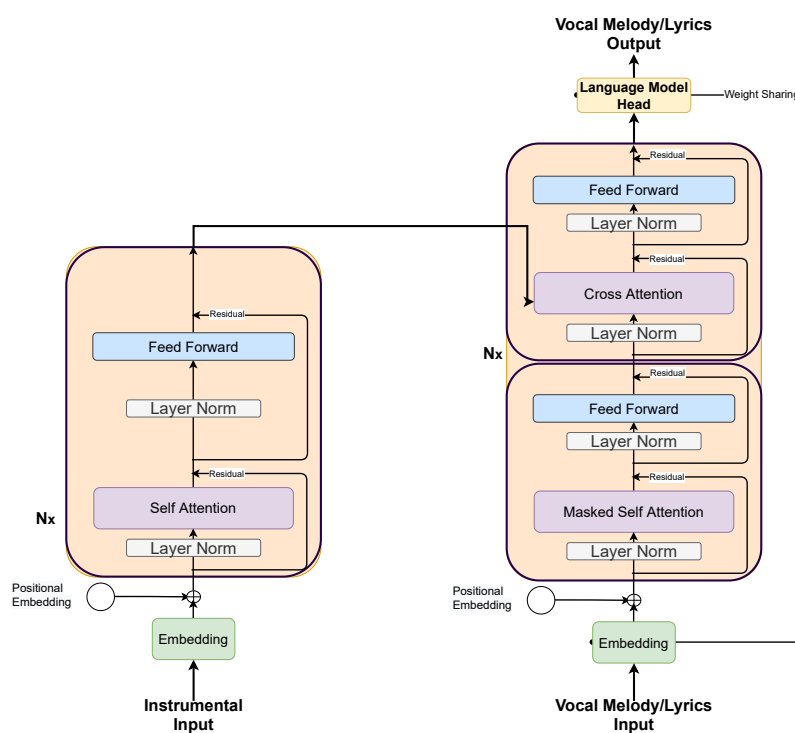 Vocal Melody/Lyrics
Output
Language Model
Head
Weight Sharing
Residual
Feed Forward
Layer Norm
Residual
Cross Attention
Layer Norm
Nx
Residual
Feed Forward
Layer Norm
Residual
Masked Self Attention
Layer Norm
Positional
Embedding
Embedding
Vocal Melody/Lyrics
Input
Residual
Feed Forward
Layer Norm
Residual
Self Attention
Nx
Layer Norm
Positional
Embedding
Embedding
Instrumental
Input